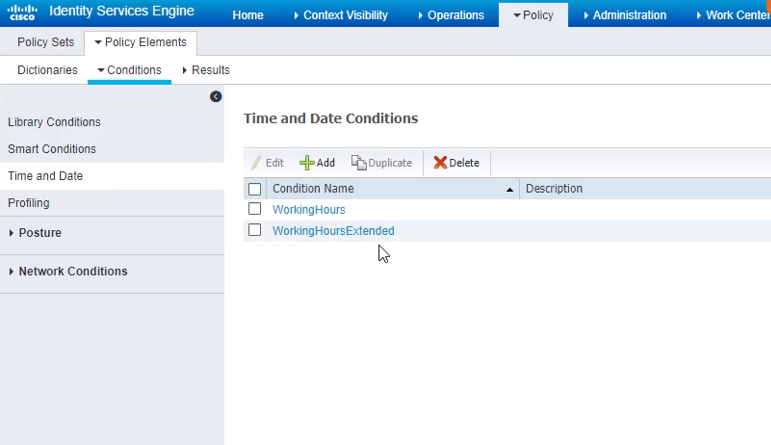 cisco Identity Services Engine Home Context Visibility Operations Policy Administration Work Center
Policy Sets Policy Elements
Dictionaries Conditions Results
Library Conditions
Smart Conditions
Time and Date
Profiling
Posture
Network Conditions
Time and Date Conditions
Edit Add Duplicate Delete
Condition Name Description
WorkingHours
WorkingHoursExtended